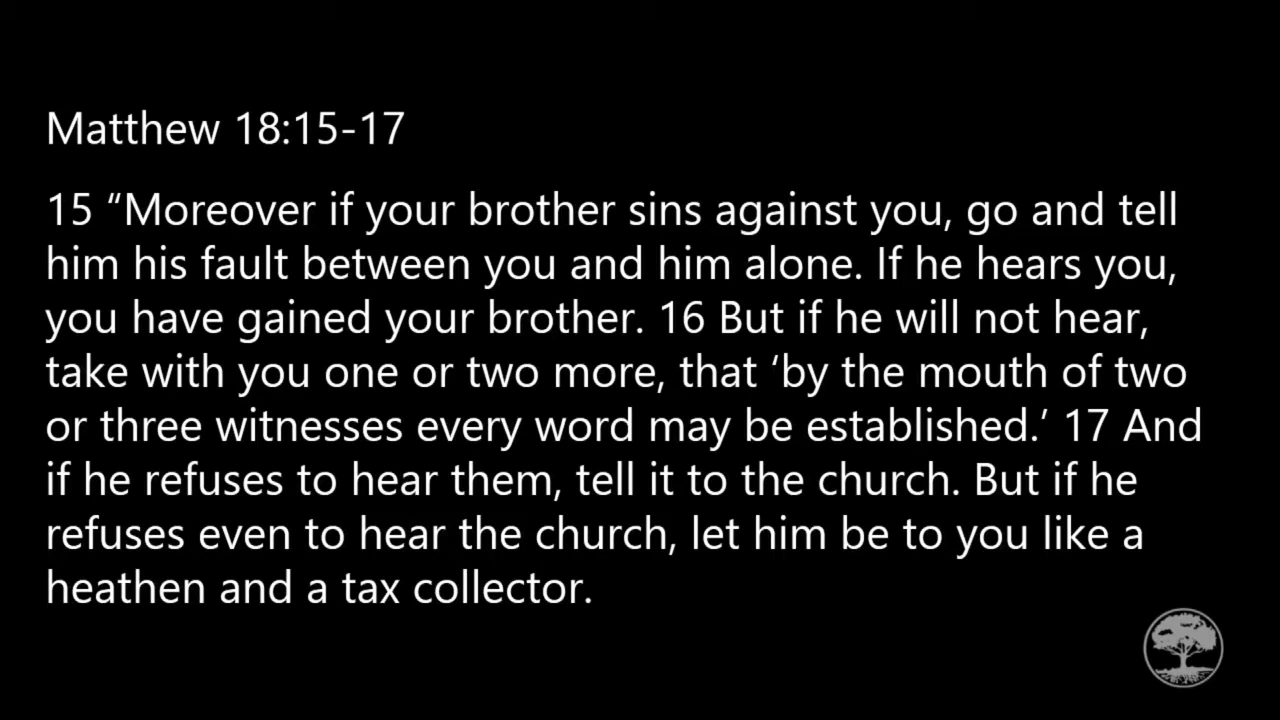 Matthew 18:15-17
15 “Moreover if your brother sins against you, go and tell
him his fault between you and him alone. If he hears you,
you have gained your brother. 16 But if he will not hear,
take with you one or two more, that ‘by the mouth of two
or three witnesses every word may be established.’ 17 And
if he refuses to hear them, tell it to the church. But if he
refuses even to hear the church, let him be to you like a
heathen and a tax collector.